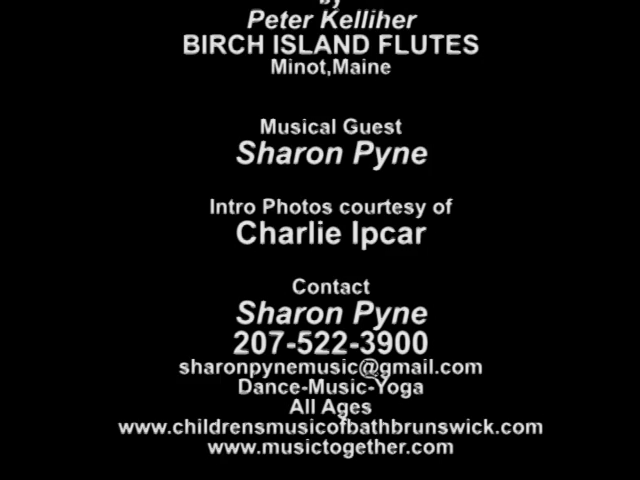 by
Peter Kelliher
BIRCH ISLAND FLUTES
Minot,Maine
Musical Guest
Sharon Pyne
Intro Photos courtesy of
Charlie Ipcar
Contact
Sharon Pyne
207-522-3900
sharonpynemusic@gmail.com
Dance-Music-Yoga
All Ages
www.childrensmusicofbathbrunswick.com
www.musictogether.com